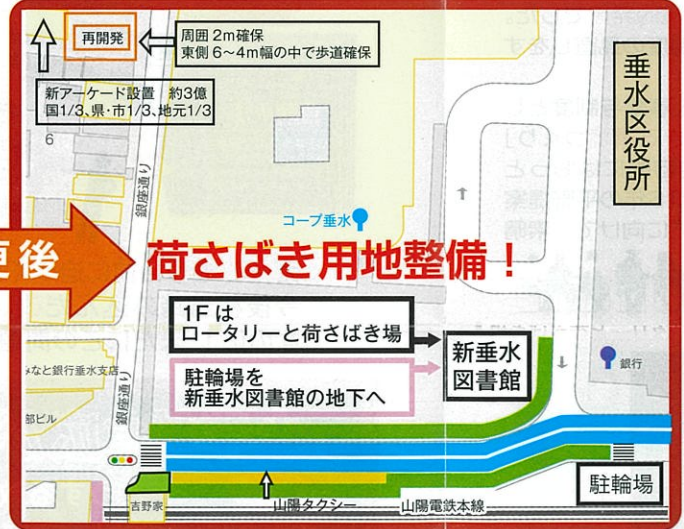 再開発
周囲 2m確保
東側 6～4m幅の中で歩道確保
新アーケード設置 約3億
国1/3、県・市1/3、地元1/3
6
銀座通り
垂水区役所
コープ垂水
更後
荷さばき用地整備！
1F は
ロータリーと荷さばき場
新垂水
図書館
駐輪場を
新垂水図書館の地下へ
銀行
みなと銀行垂水支店
銀座通り
部ビル
吉野家
山陽タクシー
山陽電鉄本線
駐輪場